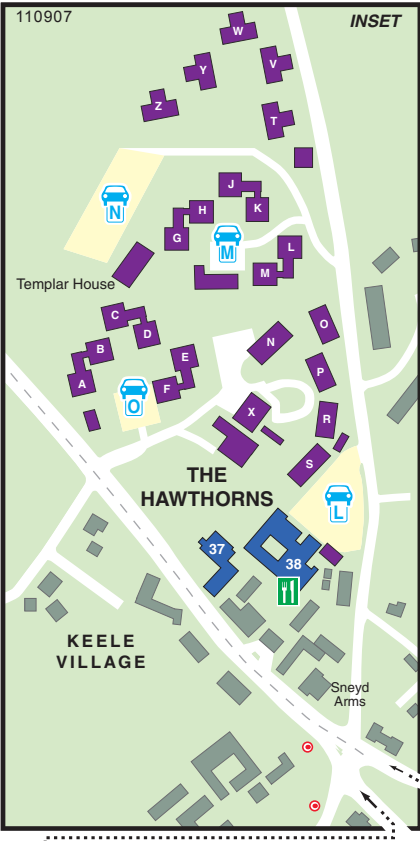 110907
INSET
W
Y
V
Z
T
N
J
H
K
G
M
L
M
Templar House
C
D
B
E
A
F
O
N
O
P
X
R
S
THE
HAWTHORNS
L
37
38
KEELE
VILLAGE
Sneyd
Arms